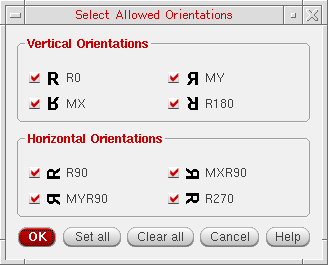 Select Allowed Orientations
Vertical Orientations
R R0 R MY
R MX R R180
Horizontal Orientations
R R90 R MXR90
R MYR90 R R270
OK Set all Clear all Cancel Help